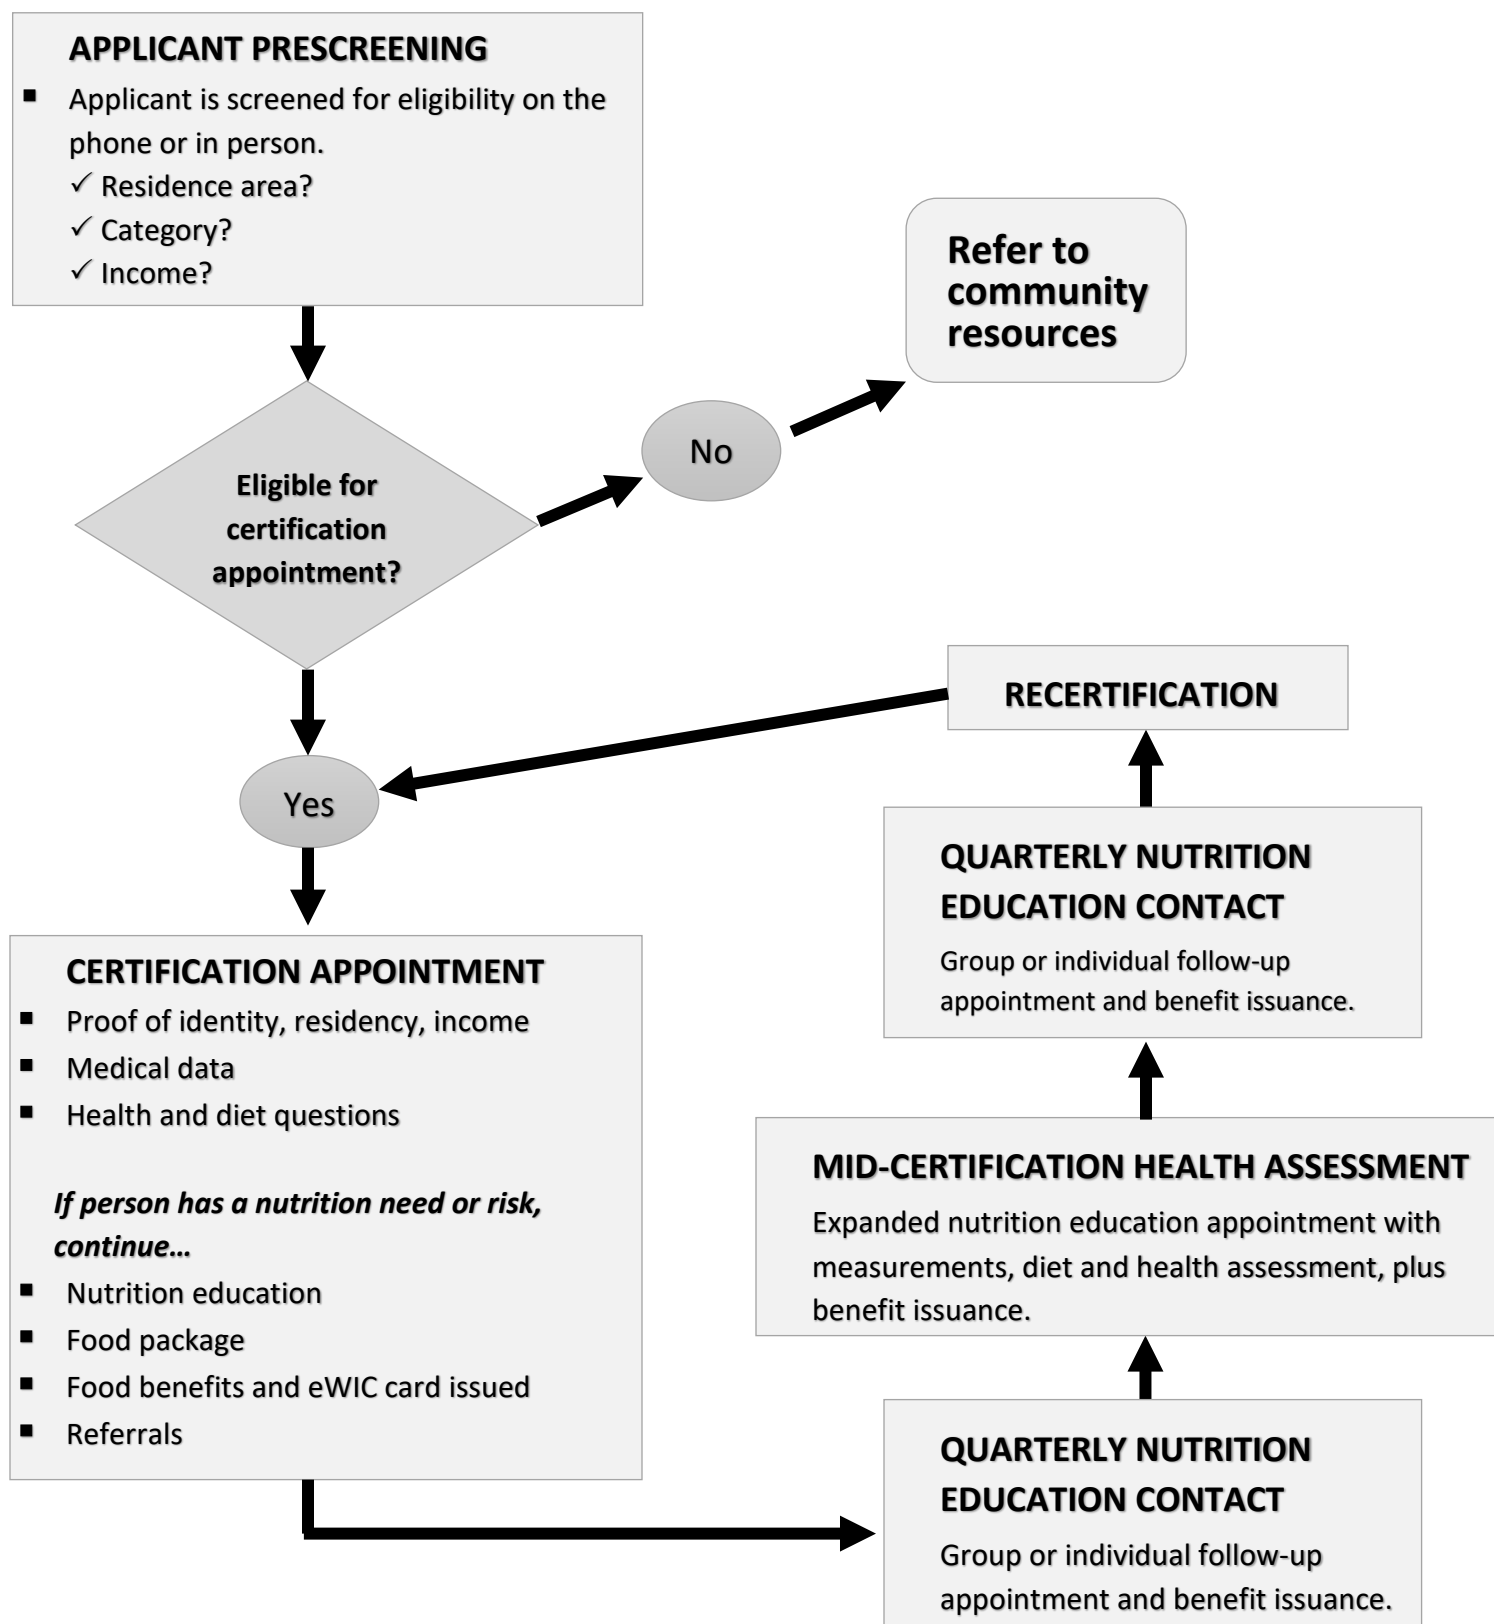 APPLICANT PRESCREENING
▪ Applicant is screened for eligibility on the
phone or in person.
✓ Residence area?
✓ Category?
✓ Income?
Eligible for
certification
appointment?
No
Refer to
community
resources
Yes
CERTIFICATION APPOINTMENT
▪ Proof of identity, residency, income
▪ Medical data
▪ Health and diet questions
If person has a nutrition need or risk,
continue…
▪ Nutrition education
▪ Food package
▪ Food benefits and eWIC card issued
▪ Referrals
QUARTERLY NUTRITION
EDUCATION CONTACT
Group or individual follow-up
appointment and benefit issuance.
MID-CERTIFICATION HEALTH ASSESSMENT
Expanded nutrition education appointment with
measurements, diet and health assessment, plus
benefit issuance.
QUARTERLY NUTRITION
EDUCATION CONTACT
Group or individual follow-up
appointment and benefit issuance.
RECERTIFICATION